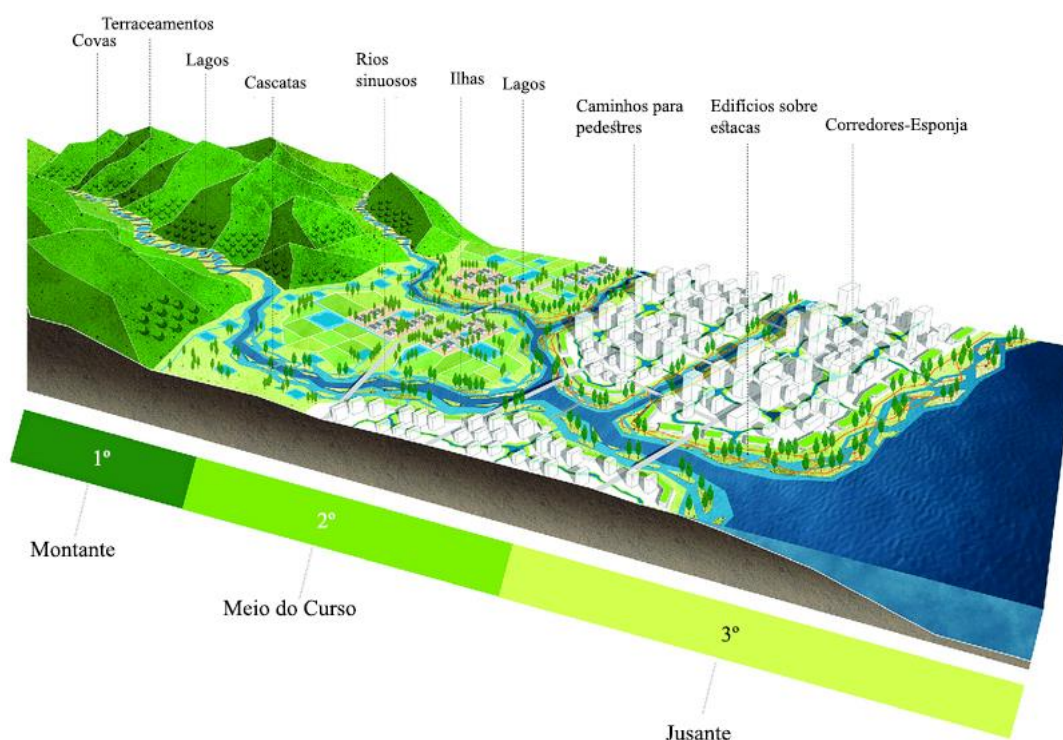 Terraceamentos
Covas
Lagos
Cascatas
Rios
sinuosos
Ilhas
Lagos
Caminhos para
pedestres
Edifícios sobre
estacas
Corredores-Esponja
1º
Montante
2º
Meio do Curso
3º
Jusante